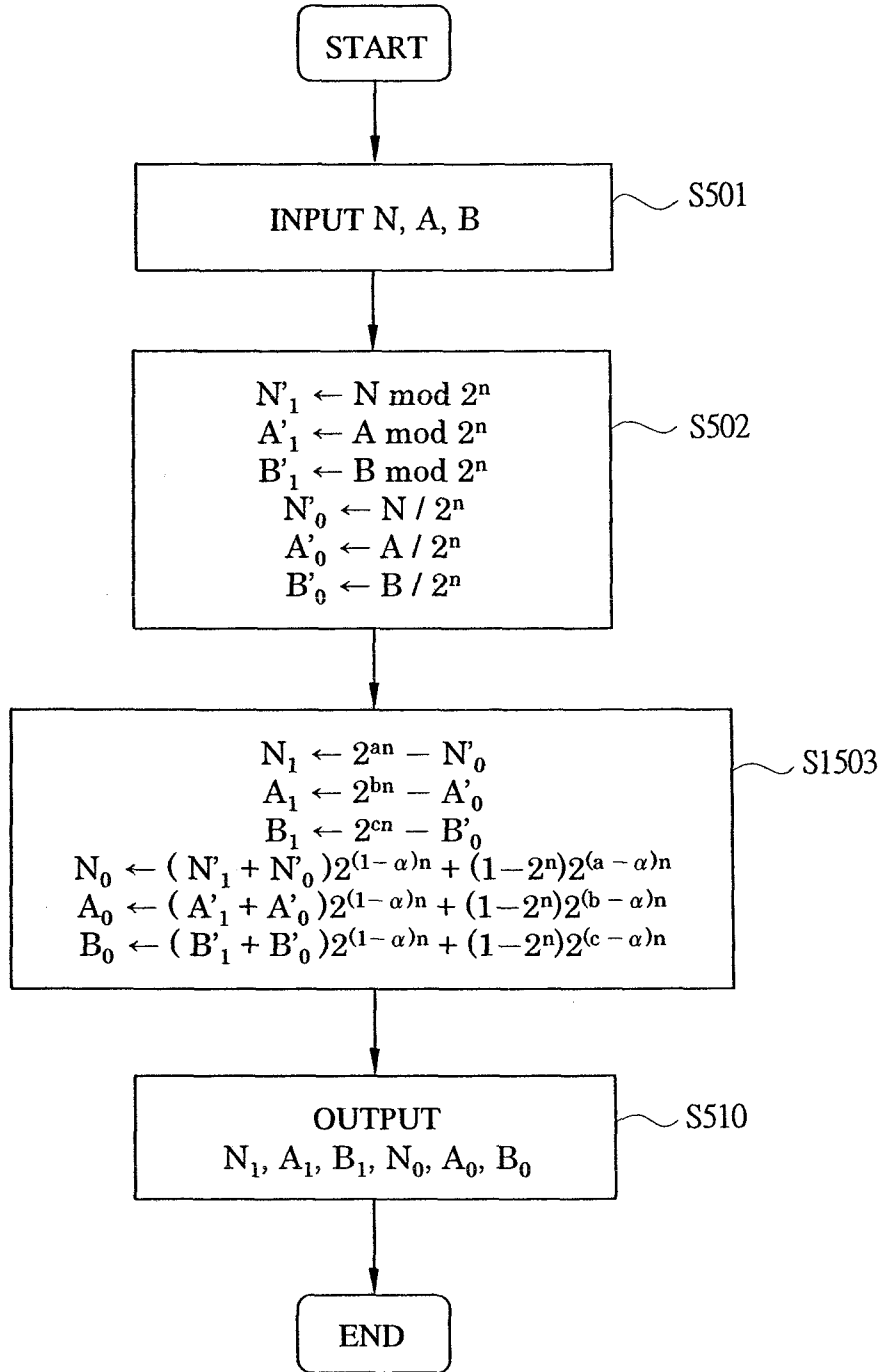 START
INPUT N, A, B
S501
N'₁ ← N mod 2ⁿ
A'₁ ← A mod 2ⁿ
B'₁ ← B mod 2ⁿ
N'₀ ← N / 2ⁿ
A'₀ ← A / 2ⁿ
B'₀ ← B / 2ⁿ
S502
N₁ ← 2ᵃⁿ − N'₀
A₁ ← 2ᵇⁿ − A'₀
B₁ ← 2ᶜⁿ − B'₀
N₀ ← ( N'₁ + N'₀ )2^(1−α)n + (1−2ⁿ)2^(a−α)n
A₀ ← ( A'₁ + A'₀ )2^(1−α)n + (1−2ⁿ)2^(b−α)n
B₀ ← ( B'₁ + B'₀ )2^(1−α)n + (1−2ⁿ)2^(c−α)n
S1503
OUTPUT
N₁, A₁, B₁, N₀, A₀, B₀
S510
END